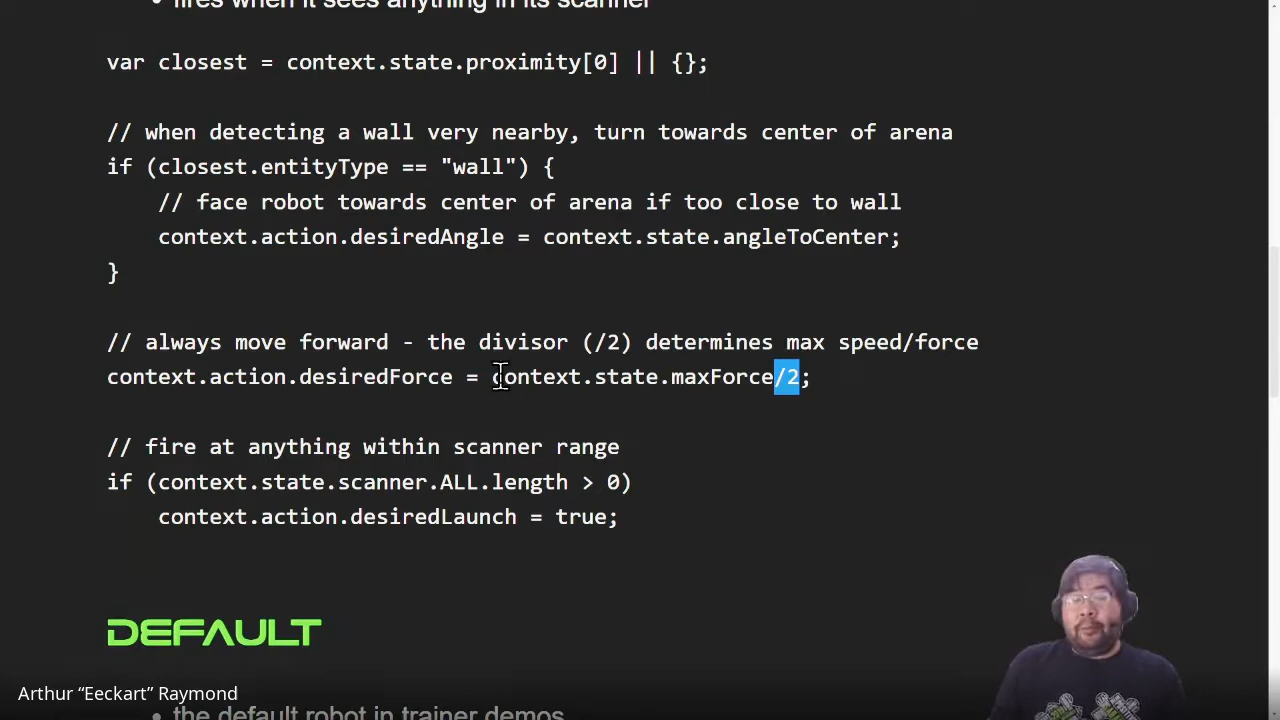 fires when it sees anything in its scanner
var closest = context.state.proximity[0] || {};
// when detecting a wall very nearby, turn towards center of arena
if (closest.entityType == "wall") {
// face robot towards center of arena if too close to wall
context.action.desiredAngle = context.state.angleToCenter;
}
// always move forward - the divisor (/2) determines max speed/force
context.action.desiredForce = context.state.maxForce/2;
// fire at anything within scanner range
if (context.state.scanner.ALL.length > 0)
context.action.desiredLaunch = true;
DEFAULT
Arthur “Eeckart” Raymond
the default robot in trainer demos